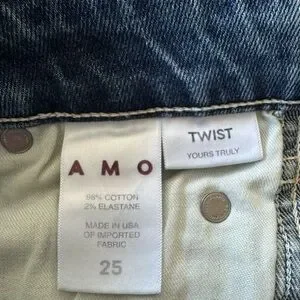 AMO
98% COTTON
2% ELASTANE
MADE IN USA
OF IMPORTED
FABRIC
25
TWIST
YOURS TRULY